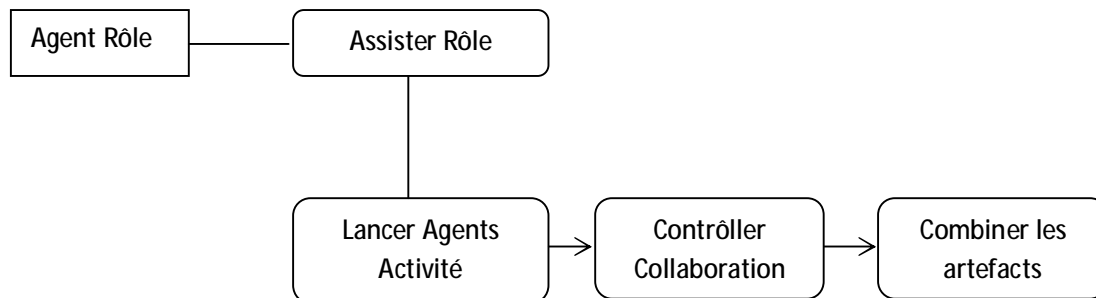 Agent Rôle
Assister Rôle
Lancer Agents
Activité
Contrôller
Collaboration
Combiner les
artefacts